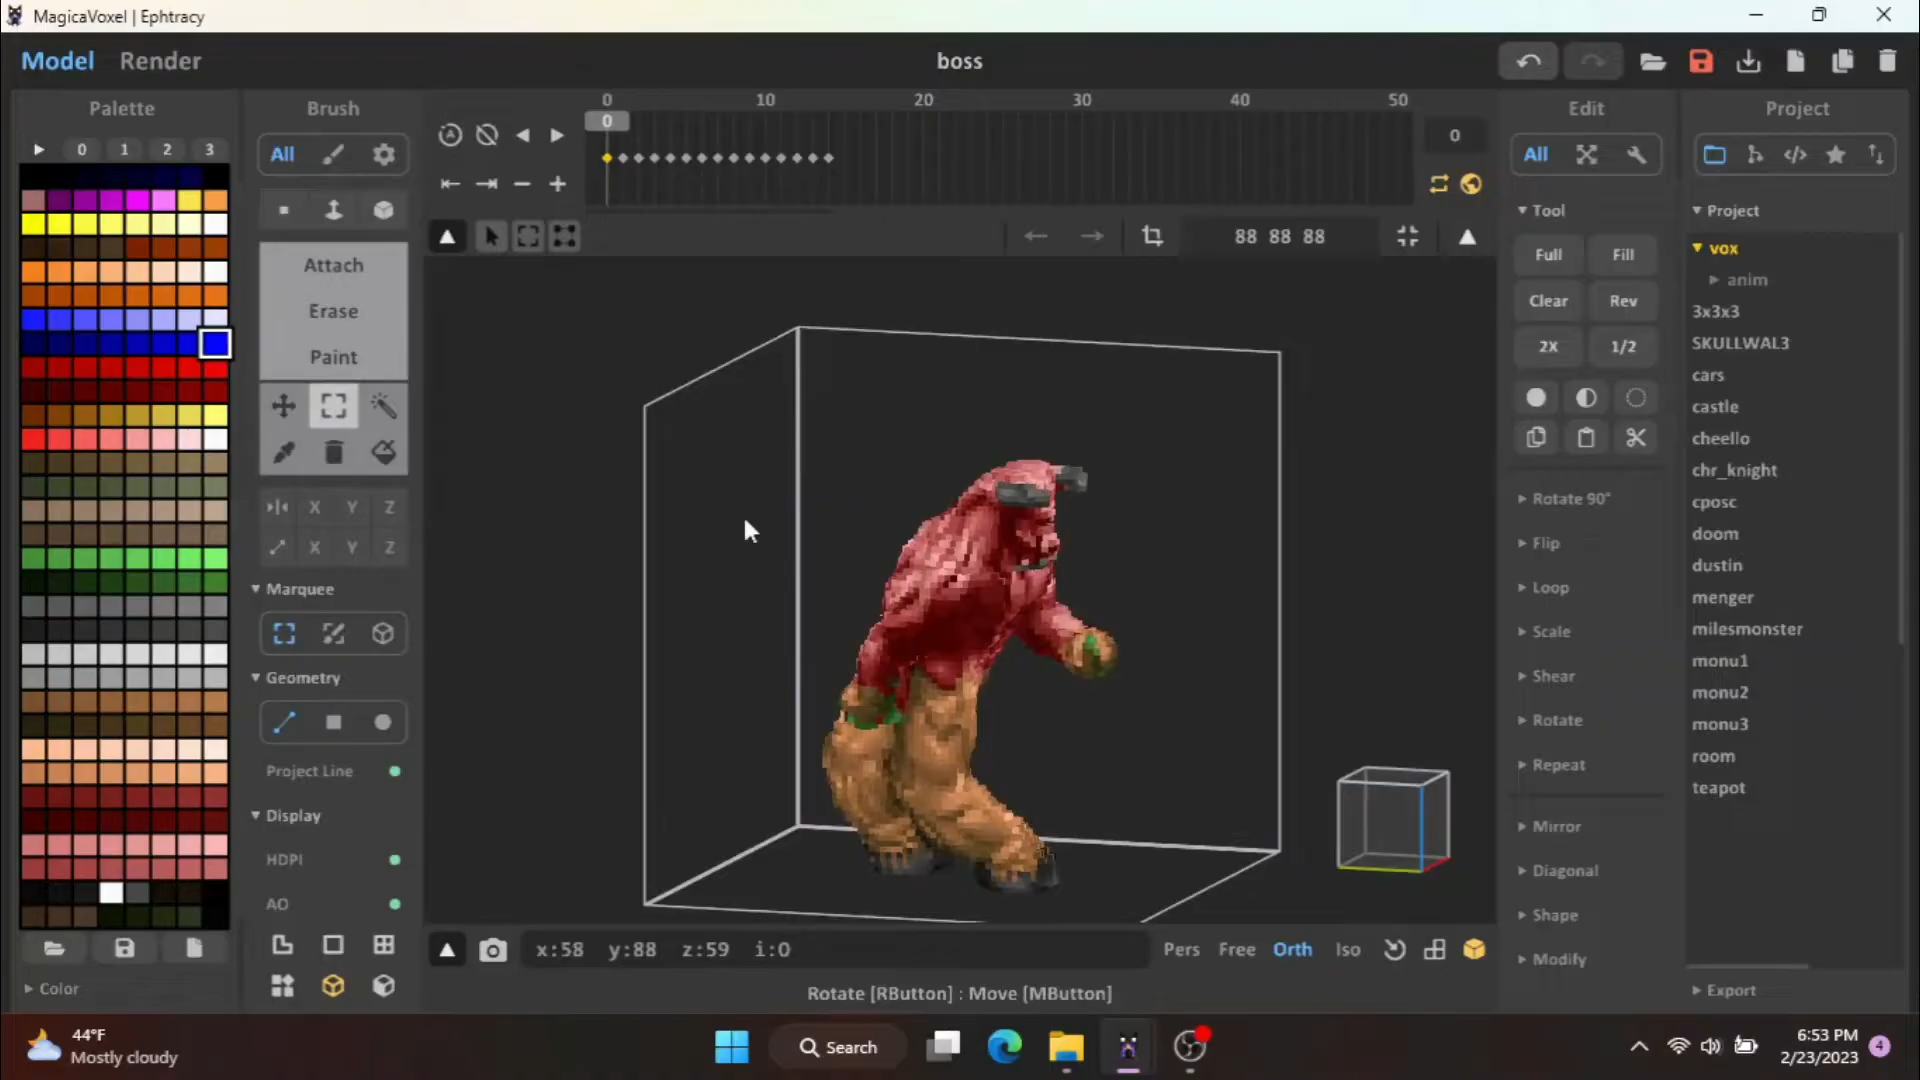 MagicaVoxel | Ephtracy
Model Render
boss
Palette
0 1 2 3
Color
Brush
All
Attach
Erase
Paint
X Y Z
X Y Z
Marquee
Geometry
Project Line
Display
HDPI
AO
0 10 20 30 40 50
0
0
88 88 88
x:58 y:88 z:59 i:0
Pers Free Orth Iso
Rotate [RButton] : Move [MButton]
Edit
All
Tool
Full Fill
Clear Rev
2X 1/2
Rotate 90°
Flip
Loop
Scale
Shear
Rotate
Repeat
Mirror
Diagonal
Shape
Modify
Project
Project
vox
anim
3x3x3
SKULLWAL3
cars
castle
cheello
chr_knight
cposc
doom
dustin
menger
milesmonster
monu1
monu2
monu3
room
teapot
Export
44°F
Mostly cloudy
Search
6:53 PM
2/23/2023
4